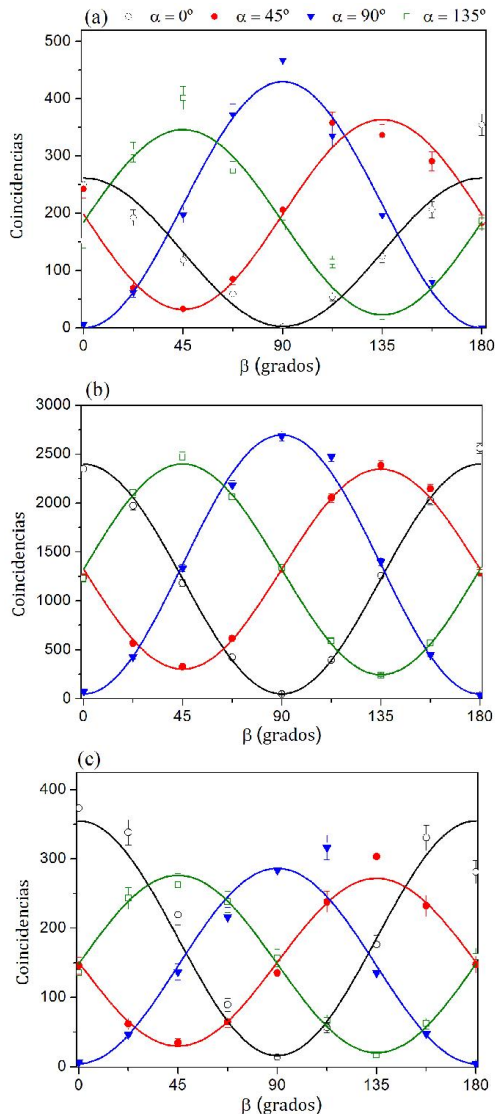 α = 0º α = 45º α = 90º α = 135º
(a)
500
400
300
200
100
0
Coincidencias
0 45 90 135 180
β (grados)
(b)
3000
2500
2000
1500
1000
500
0
Coincidencias
0 45 90 135 180
β (grados)
(c)
400
300
200
100
0
Coincidencias
0 45 90 135 180
β (grados)